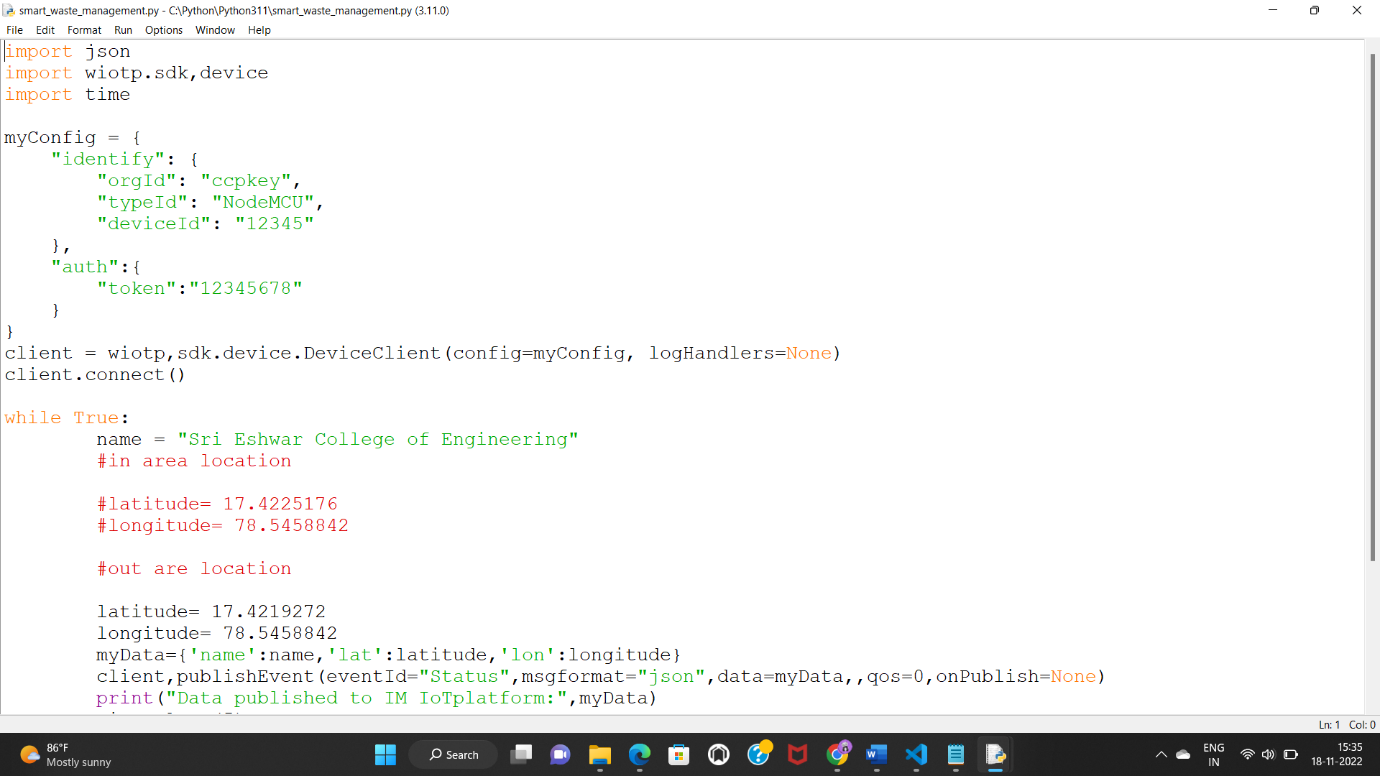 smart_waste_management.py - C:\Python\Python311\smart_waste_management.py (3.11.0)
File Edit Format Run Options Window Help
import json
import wiotp.sdk,device
import time
myConfig = {
    "identify": {
        "orgId": "ccpkey",
        "typeId": "NodeMCU",
        "deviceId": "12345"
    },
    "auth":{
        "token":"12345678"
    }
}
client = wiotp,sdk.device.DeviceClient(config=myConfig, logHandlers=None)
client.connect()
while True:
        name = "Sri Eshwar College of Engineering"
        #in area location
        #latitude= 17.4225176
        #longitude= 78.5458842
        #out are location
        latitude= 17.4219272
        longitude= 78.5458842
        myData={'name':name,'lat':latitude,'lon':longitude}
        client,publishEvent(eventId="Status",msgformat="json",data=myData,,qos=0,onPublish=None)
        print("Data published to IM IoTplatform:",myData)
Ln: 1 Col: 0
86°F
Mostly sunny
Search
ENG
IN
15:35
18-11-2022